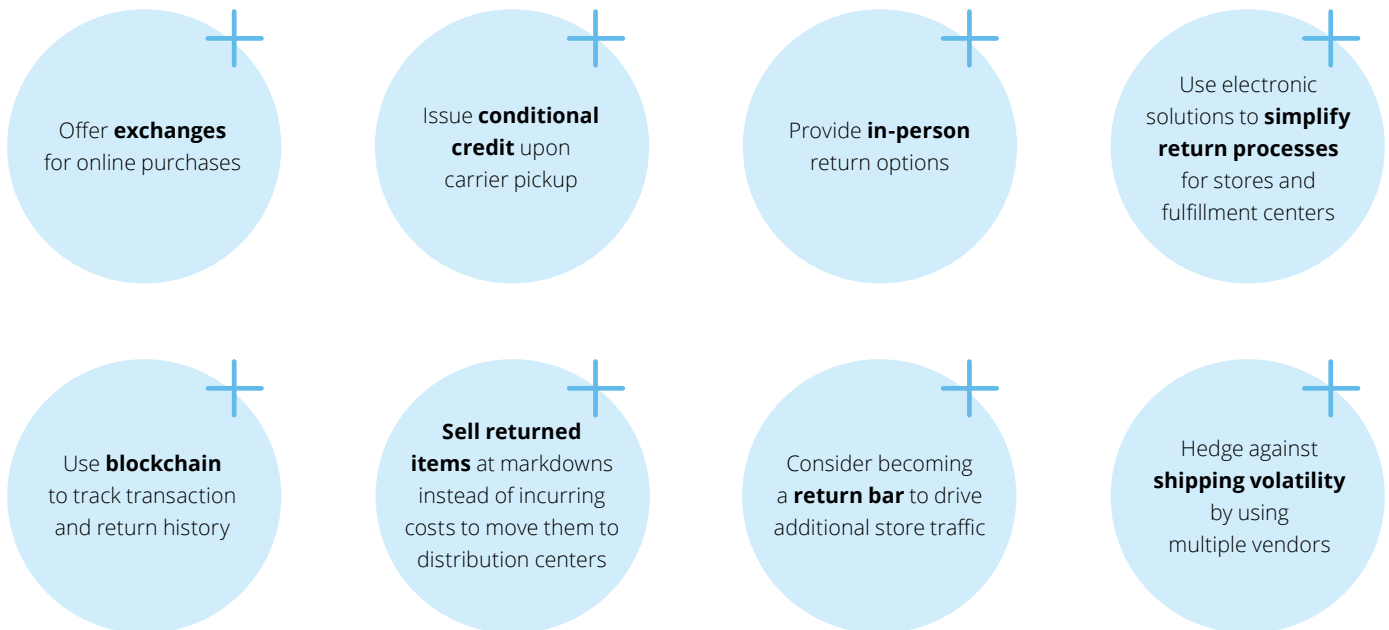 Offer exchanges
for online purchases
Issue conditional
credit upon
carrier pickup
Provide in-person
return options
Use electronic
solutions to simplify
return processes
for stores and
fulfillment centers
Use blockchain
to track transaction
and return history
Sell returned
items at markdowns
instead of incurring
costs to move them to
distribution centers
Consider becoming
a return bar to drive
additional store traffic
Hedge against
shipping volatility
by using
multiple vendors